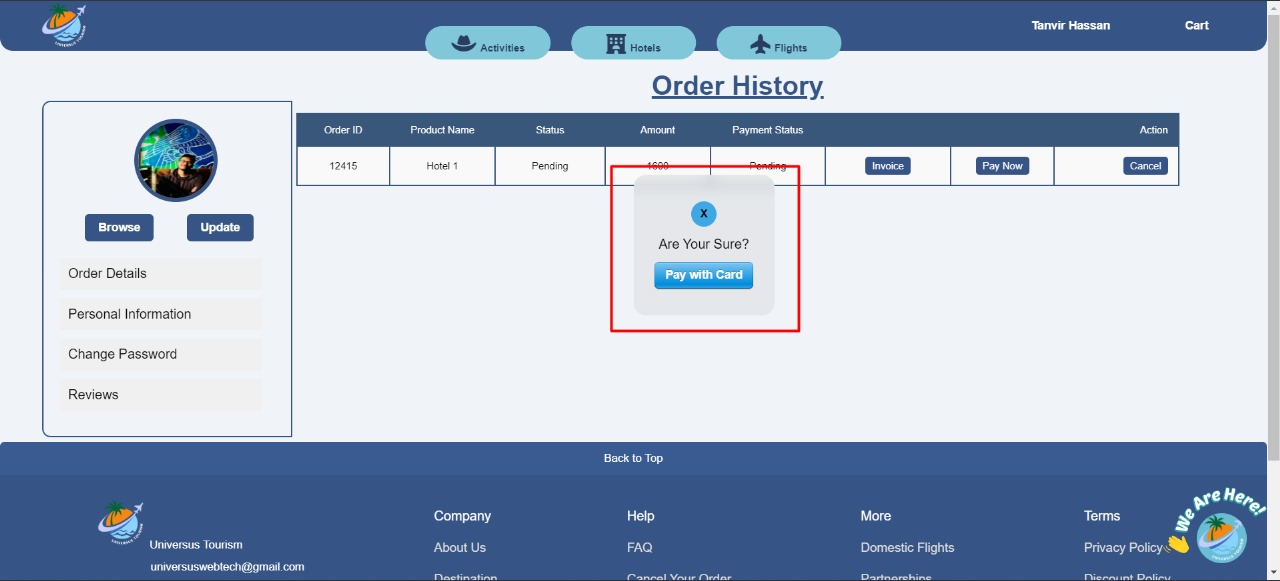 Tanvir Hassan
Cart
Activities
Hotels
Flights
Order History
Order ID Product Name Status Amount Payment Status Action
12415 Hotel 1 Pending 1600 Pending Invoice Pay Now Cancel
X
Are Your Sure?
Pay with Card
Browse
Update
Order Details
Personal Information
Change Password
Reviews
Back to Top
Universus Tourism
universuswebtech@gmail.com
Company
About Us
Destination
Help
FAQ
Cancel Your Order
More
Domestic Flights
Partnerships
Terms
Privacy Policy
Discount Policy
We Are Here!